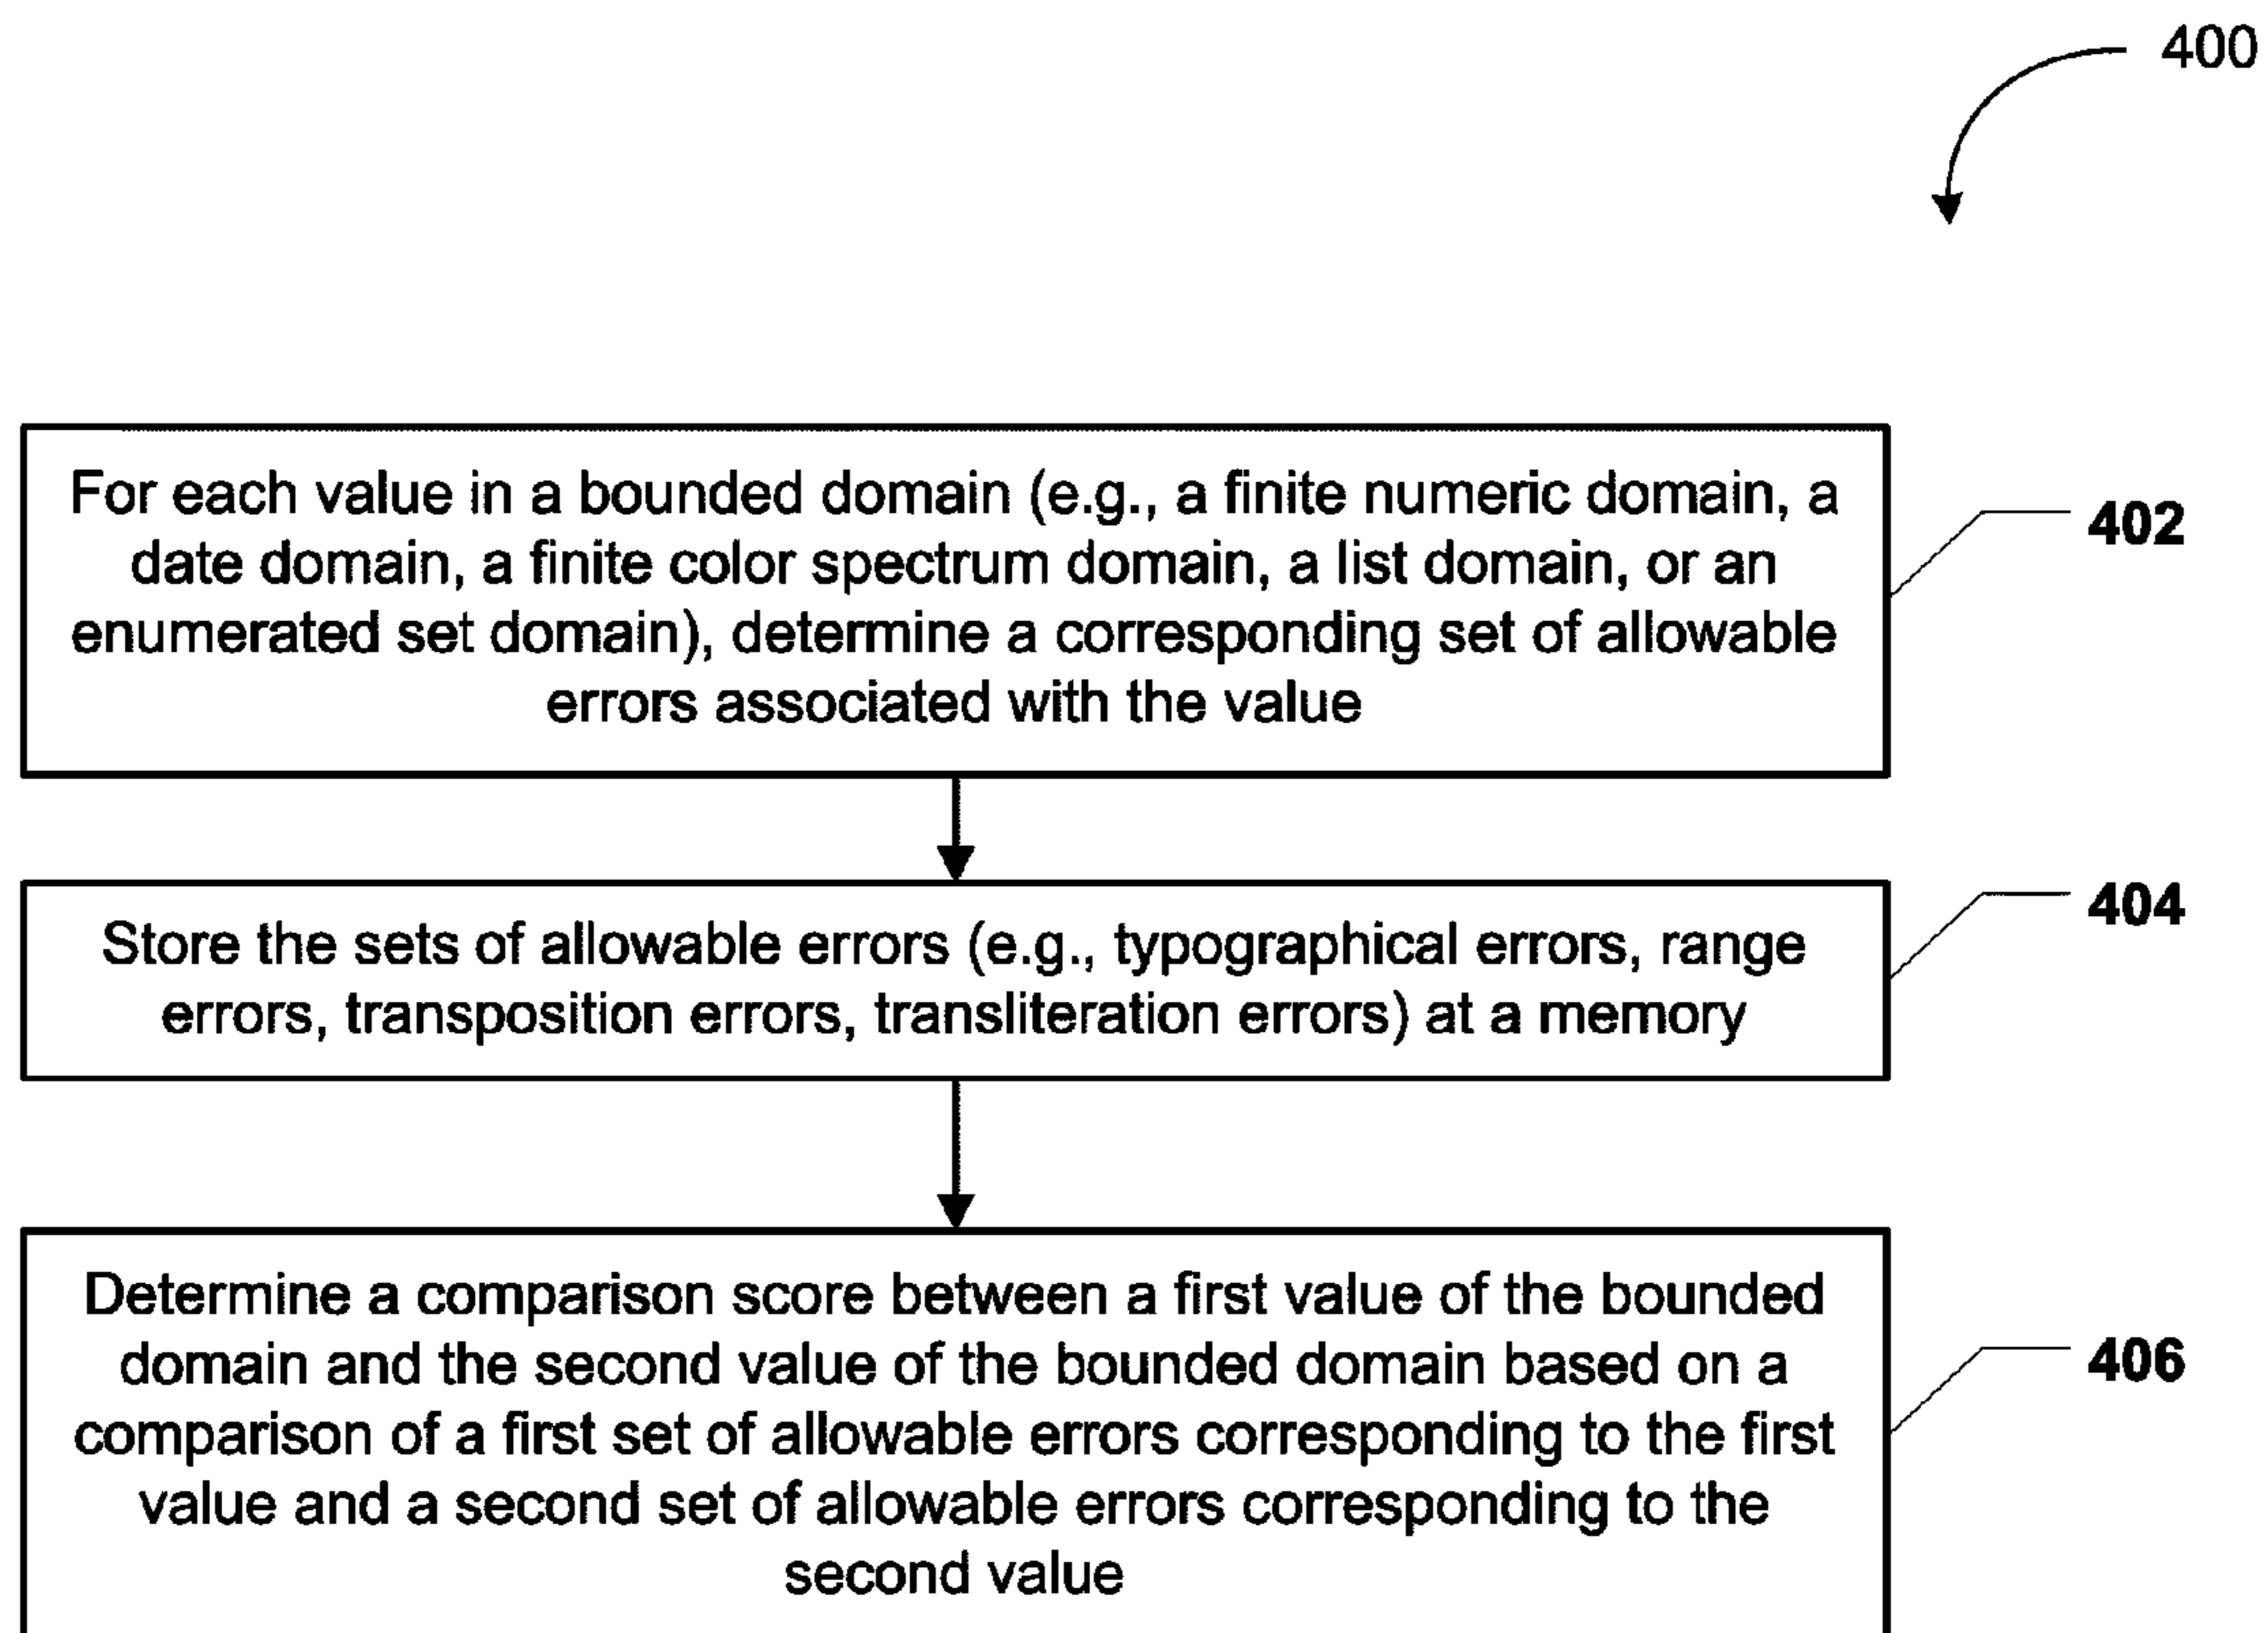 400
For each value in a bounded domain (e.g., a finite numeric domain, a
date domain, a finite color spectrum domain, a list domain, or an
enumerated set domain), determine a corresponding set of allowable
errors associated with the value
402
Store the sets of allowable errors (e.g., typographical errors, range
errors, transposition errors, transliteration errors) at a memory
404
Determine a comparison score between a first value of the bounded
domain and the second value of the bounded domain based on a
comparison of a first set of allowable errors corresponding to the first
value and a second set of allowable errors corresponding to the
second value
406